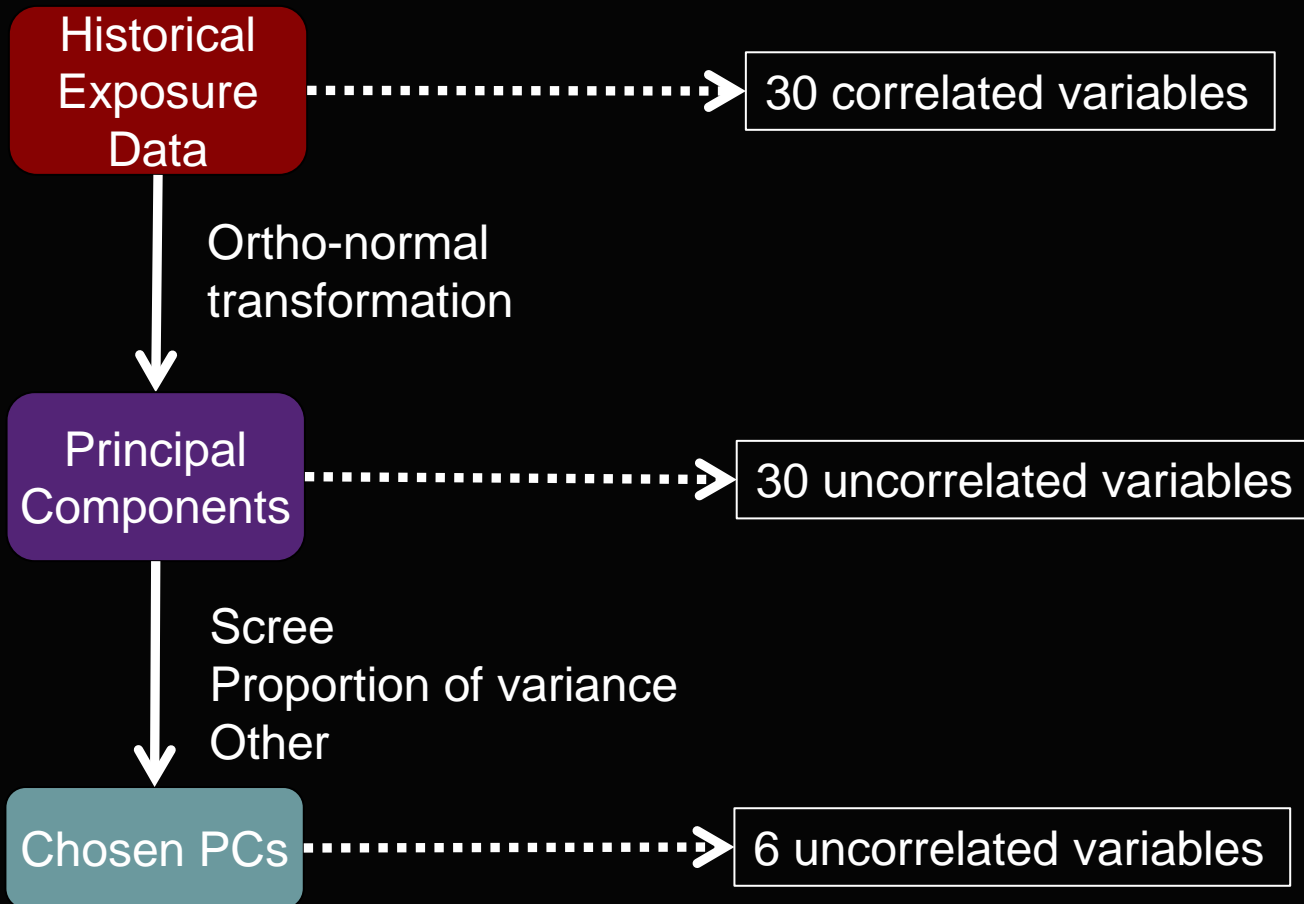 Historical
Exposure
Data
30 correlated variables
Ortho-normal
transformation
Principal
Components
30 uncorrelated variables
Scree
Proportion of variance
Other
Chosen PCs
6 uncorrelated variables